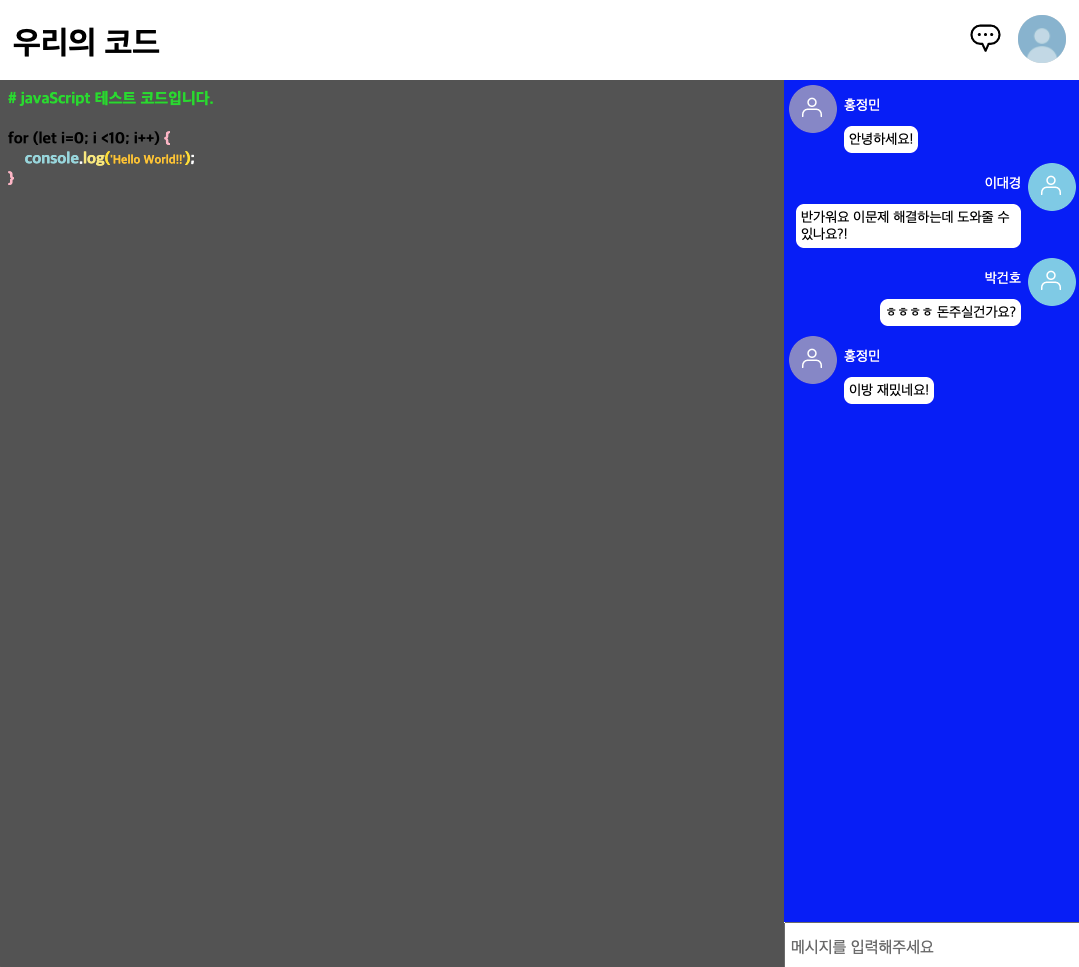 우리의 코드
# javaScript 테스트 코드입니다.
for (let i=0; i <10; i++) {
console.log('Hello World!!');
}
홍정민
안녕하세요!
이대경
반가워요 이문제 해결하는데 도와줄 수
있나요?!
박건호
ㅎㅎㅎㅎ 돈주실건가요?
홍정민
이방 재밌네요!
메시지를 입력해주세요